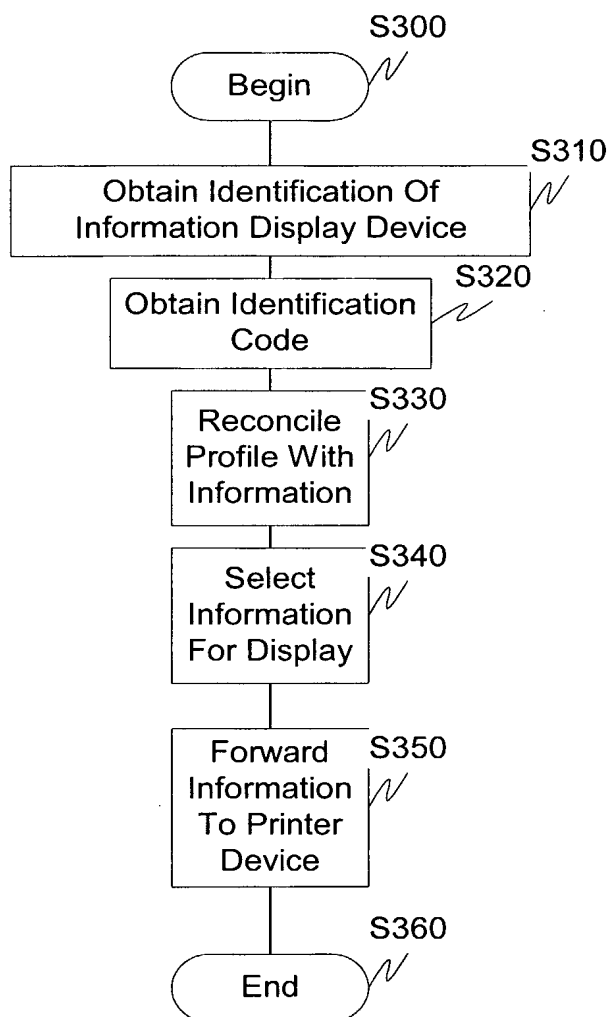 S300
Begin
S310
Obtain Identification Of
Information Display Device
S320
Obtain Identification
Code
S330
Reconcile
Profile With
Information
S340
Select
Information
For Display
S350
Forward
Information
To Printer
Device
S360
End